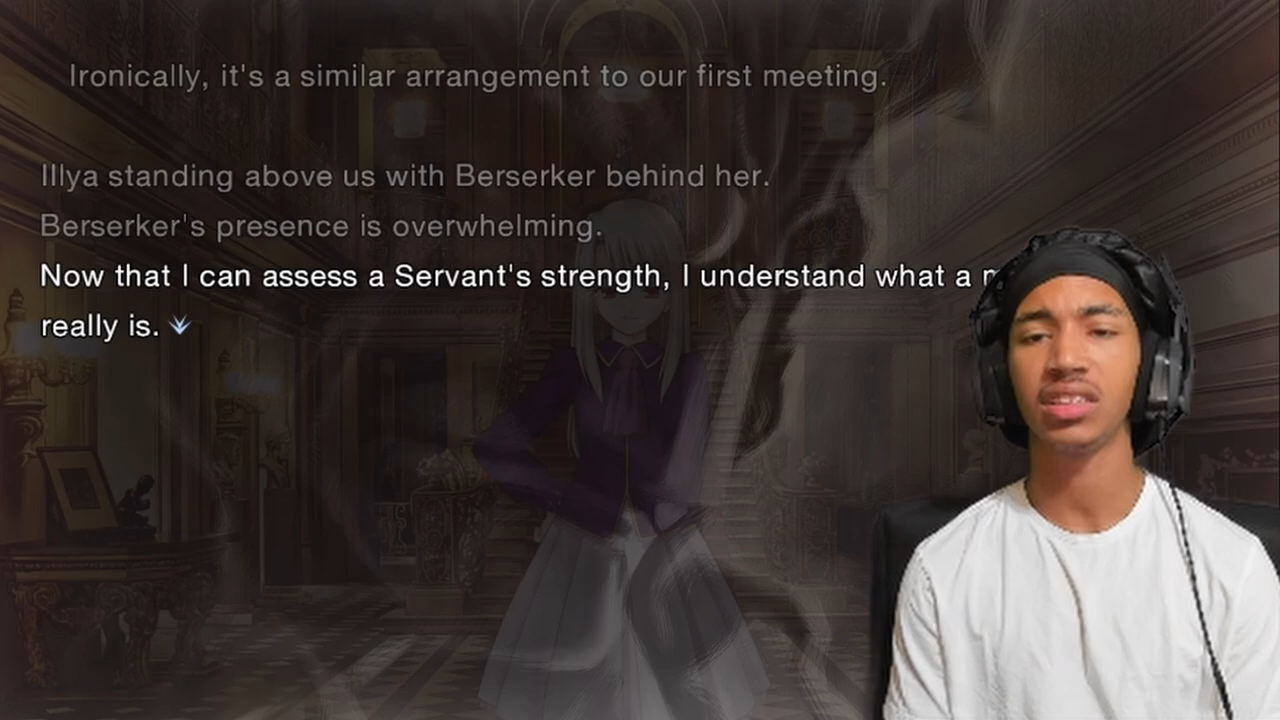 Ironically, it's a similar arrangement to our first meeting.
Illya standing above us with Berserker behind her.
Berserker's presence is overwhelming.
Now that I can assess a Servant's strength, I understand what a
really is.